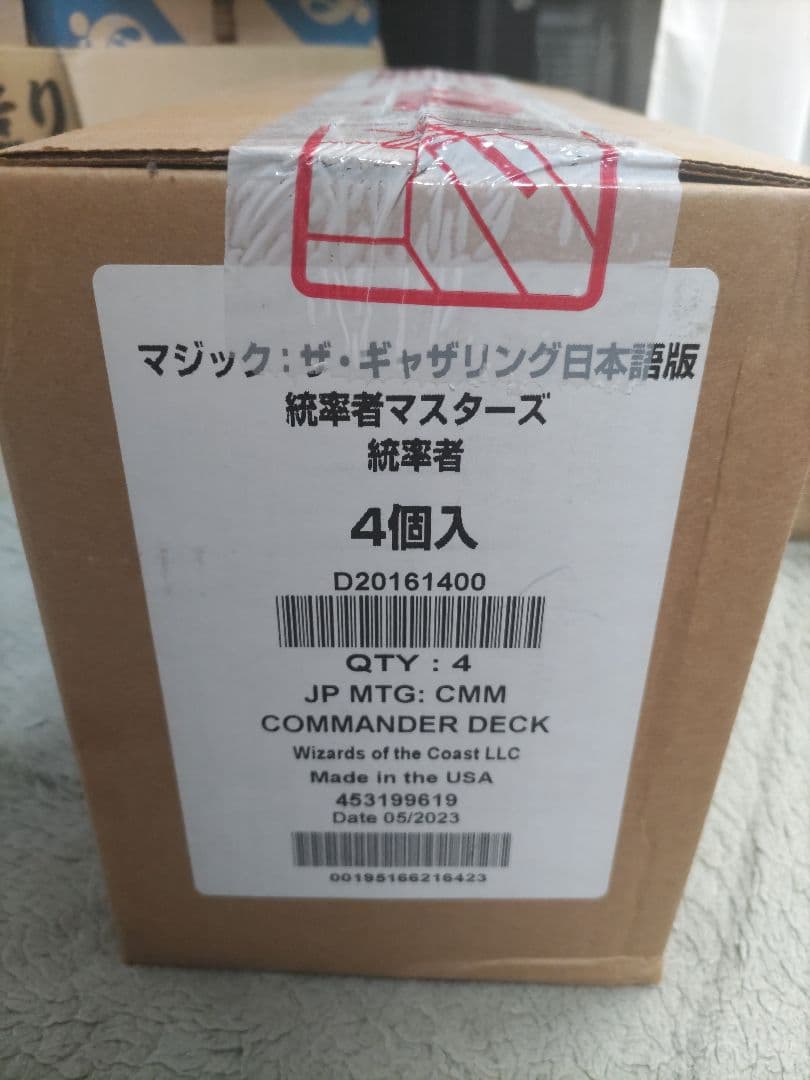 り
マジック：ザ・ギャザリング日本語版
統率者マスターズ
統率者
4個入
D20161400
QTY : 4
JP MTG: CMM
COMMANDER DECK
Wizards of the Coast LLC
Made in the USA
453199619
Date 05/2023
00195166216423